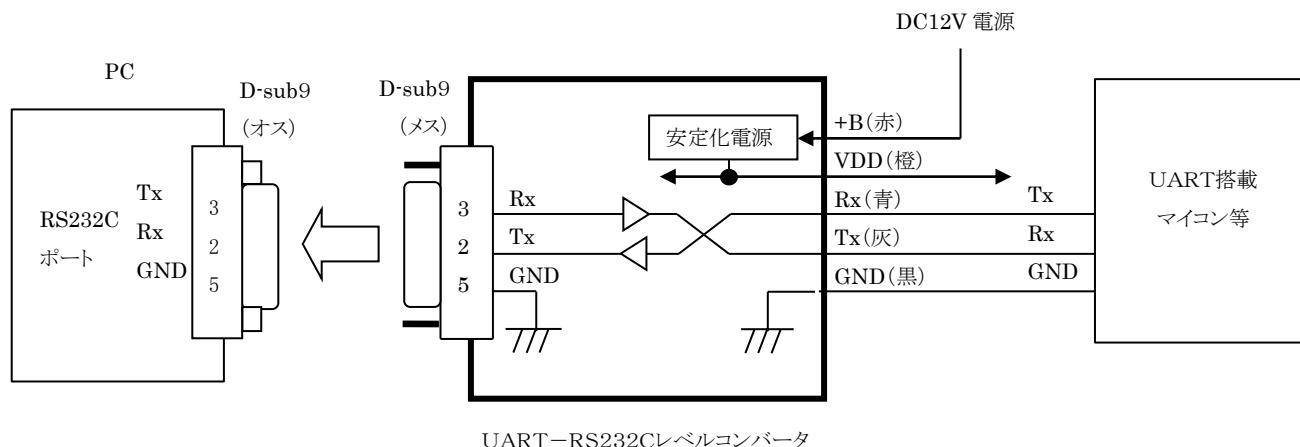 DC12V 電源
PC
D-sub9
(オス)
D-sub9
(メス)
安定化電源
+B(赤)
VDD(橙)
RS232C
ポート
Tx
Rx
GND
3
2
5
3
2
5
Rx
Tx
GND
Rx(青)
Tx(灰)
GND(黒)
Tx
Rx
GND
UART搭載
マイコン等
UART-RS232Cレベルコンバータ